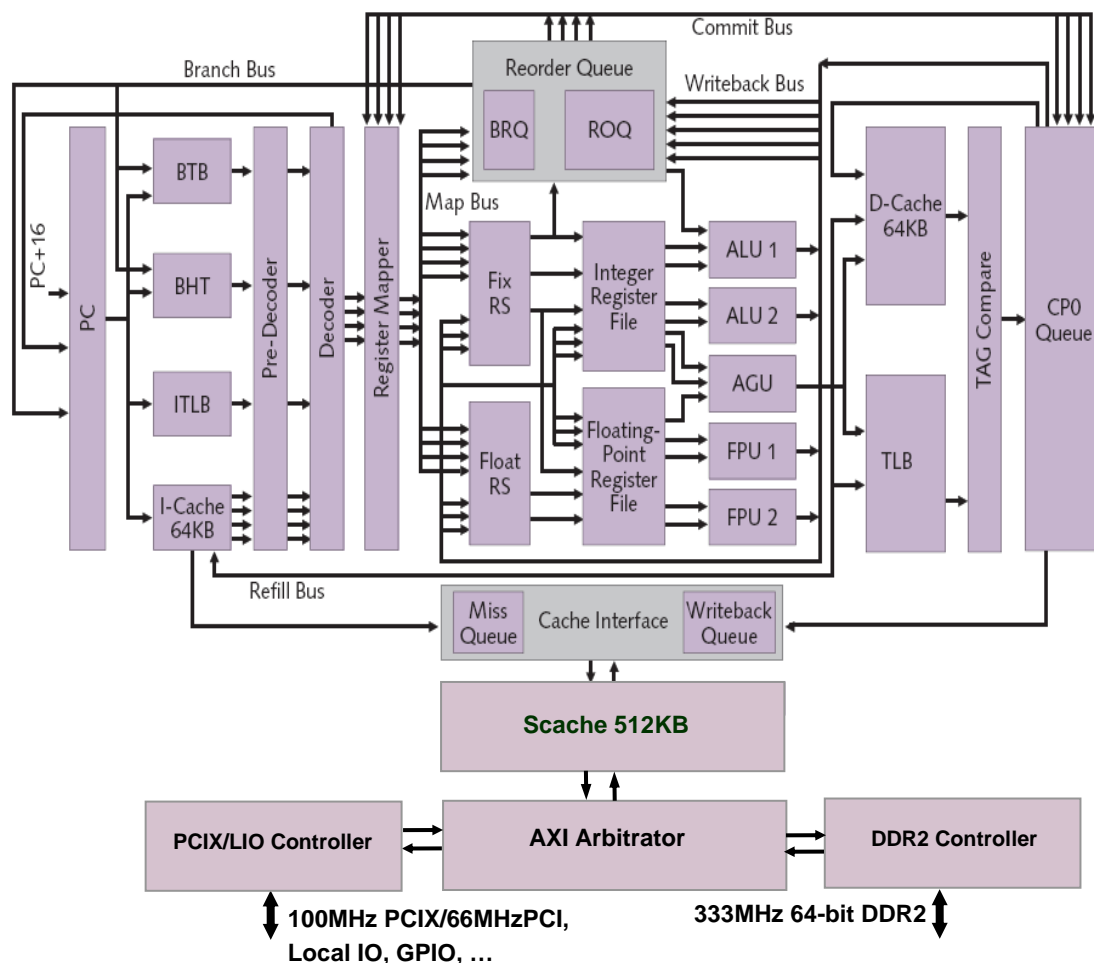 Commit Bus
Reorder Queue
Branch Bus
Writeback Bus
BRQ
ROQ
BTB
D-Cache
64KB
Map Bus
PC+16
PC
BHT
Pre-Decoder
Decoder
Register Mapper
Fix
RS
Integer
Register
File
ALU 1
ALU 2
TAG Compare
CP0
Queue
AGU
ITLB
Float
RS
Floating-
Point
Register
File
FPU 1
TLB
I-Cache
64KB
FPU 2
Refill Bus
Miss
Queue
Cache Interface
Writeback
Queue
Scache 512KB
PCIX/LIO Controller
AXI Arbitrator
DDR2 Controller
100MHz PCIX/66MHzPCI,
Local IO, GPIO, …
333MHz 64-bit DDR2